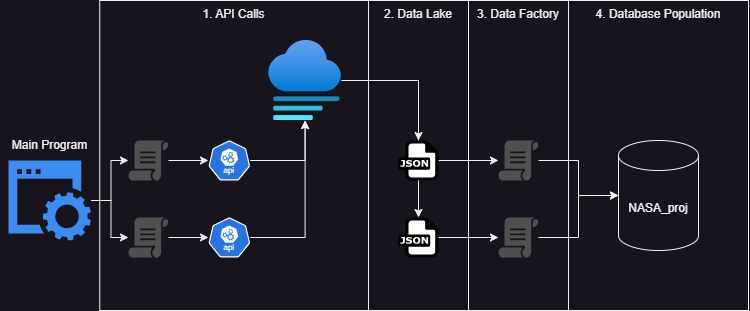 1. API Calls
2. Data Lake
3. Data Factory
4. Database Population
Main Program
api
api
JSON
JSON
NASA_proj